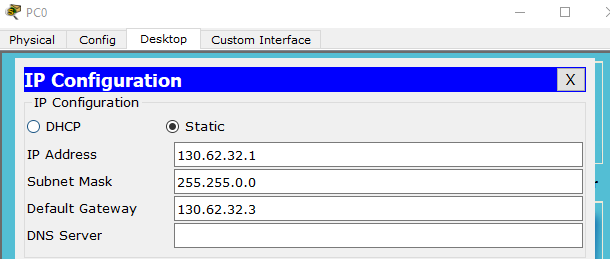 PC0
Physical Config Desktop Custom Interface
IP Configuration X
IP Configuration
DHCP Static
IP Address 130.62.32.1
Subnet Mask 255.255.0.0
Default Gateway 130.62.32.3
DNS Server